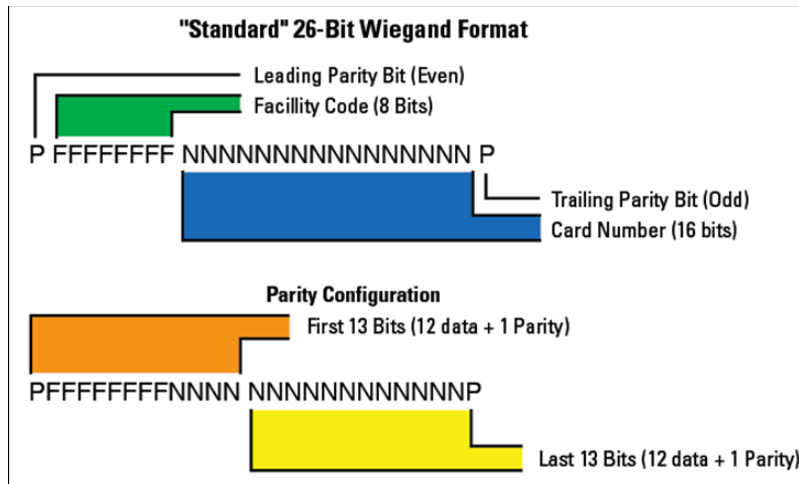 "Standard" 26-Bit Wiegand Format
Leading Parity Bit (Even)
Facillity Code (8 Bits)
P FFFFFFFF NNNNNNNNNNNNNNNN P
Trailing Parity Bit (Odd)
Card Number (16 bits)
Parity Configuration
First 13 Bits (12 data + 1 Parity)
PFFFFFFFFNNNN NNNNNNNNNNNNP
Last 13 Bits (12 data + 1 Parity)